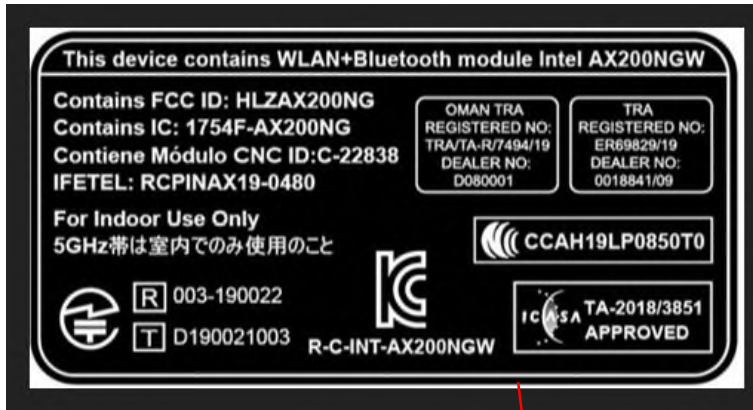 This device contains WLAN+Bluetooth module Intel AX200NGW
Contains FCC ID: HLZAX200NG
Contains IC: 1754F-AX200NG
Contiene Módulo CNC ID:C-22838
IFETEL: RCPINAX19-0480
OMAN TRA
REGISTERED NO:
TRA/TA-R/7494/19
DEALER NO:
D080001
TRA
REGISTERED NO:
ER69829/19
DEALER NO:
0018841/09
For Indoor Use Only
5GHz帯は室内でのみ使用のこと
CCAH19LP0850T0
R 003-190022
T D190021003
R-C-INT-AX200NGW
ICASA TA-2018/3851
APPROVED